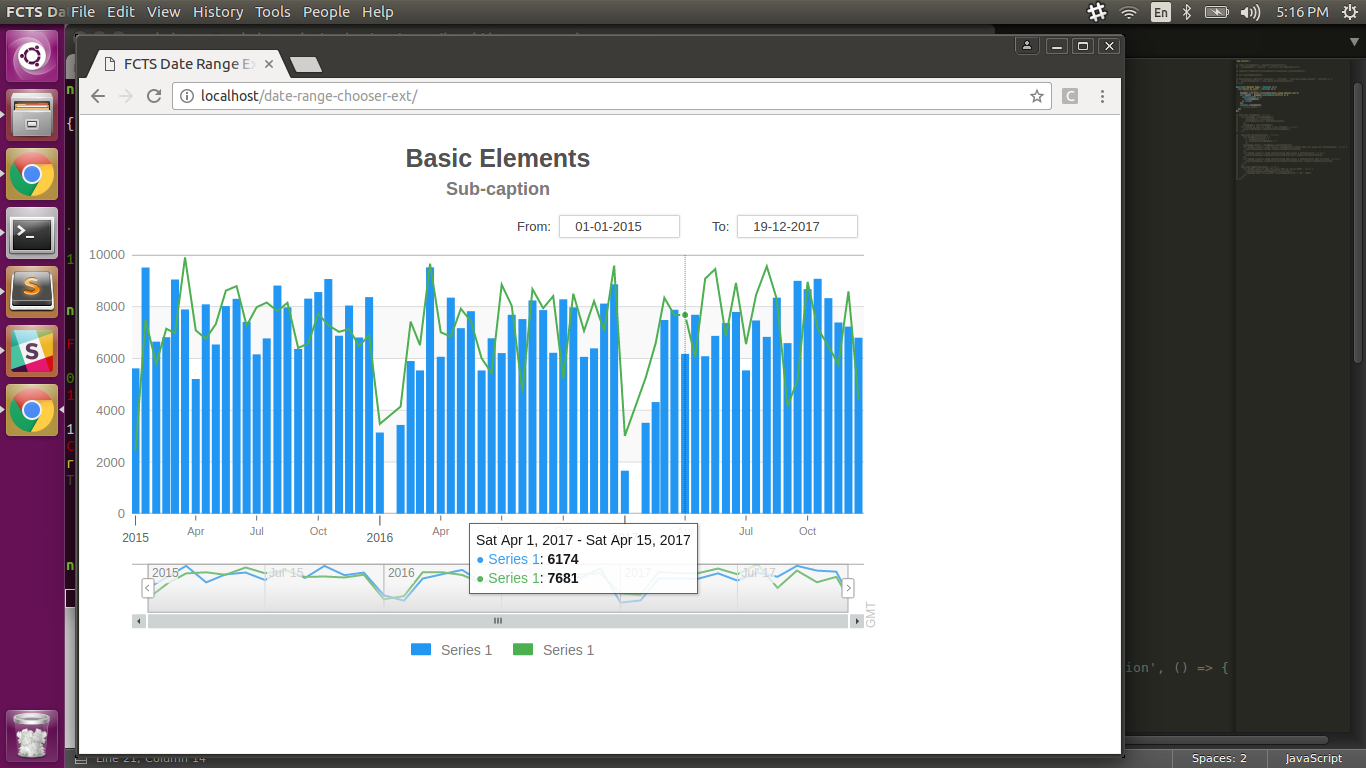 FCTS Da File Edit View History Tools People Help
En 5:16 PM
FCTS Date Range Ex
localhost/date-range-chooser-ext/
C
Basic Elements
Sub-caption
From: 01-01-2015 To: 19-12-2017
10000
8000
6000
4000
2000
0
Apr Jul Oct Apr Jul Oct
2015 2016
Sat Apr 1, 2017 - Sat Apr 15, 2017
● Series 1: 6174
● Series 1: 7681
2015 Jul 15 2016 2017 Jul 17
GMT
Series 1 Series 1
ion', () => {
Line 21, Column 14 Spaces: 2 JavaScript